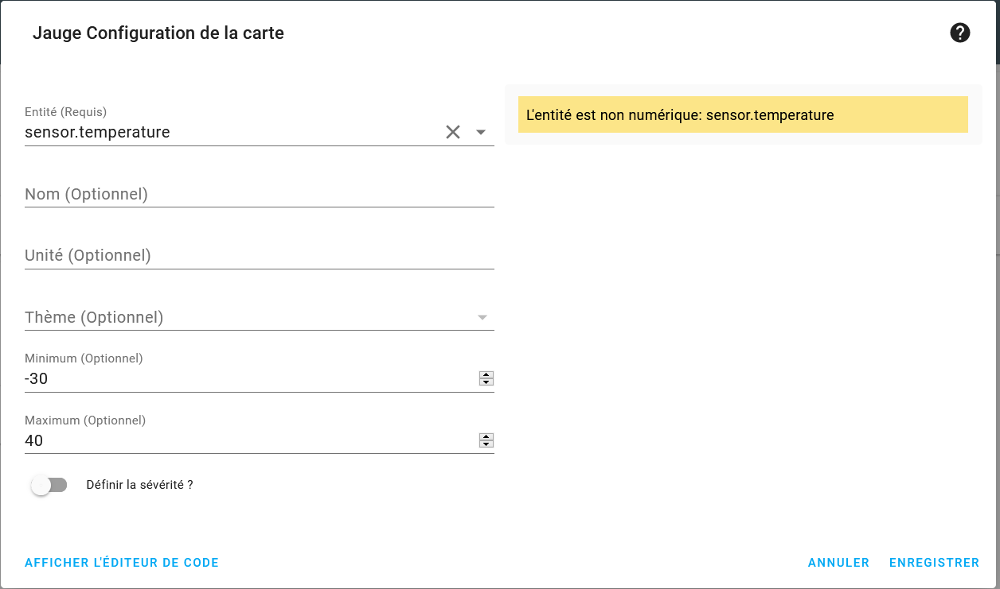 Jauge Configuration de la carte
?
Entité (Requis)
sensor.temperature
L'entité est non numérique: sensor.temperature
Nom (Optionnel)
Unité (Optionnel)
Thème (Optionnel)
Minimum (Optionnel)
-30
Maximum (Optionnel)
40
Définir la sévérité ?
AFFICHER L'ÉDITEUR DE CODE
ANNULER
ENREGISTRER